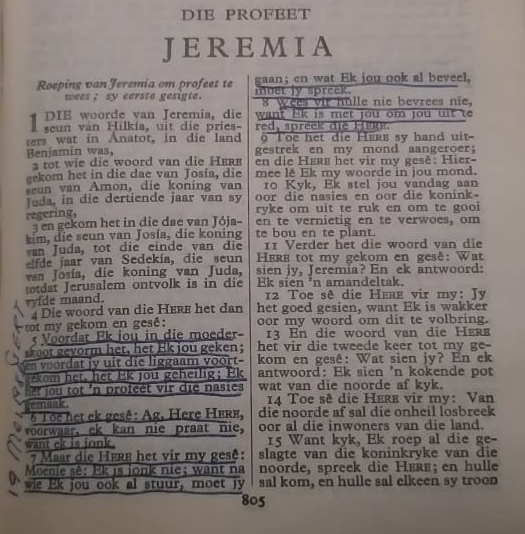 DIE PROFEET
JEREMIA
Roeping van Jeremia om profeet te
wees; sy eerste gesigte.
1 DIE woorde van Jeremia, die
seun van Hilkía, uit die pries-
ters wat in Ánatot, in die land
Benjamin was,
2 tot wie die woord van die HERE
gekom het in die dae van Josía, die
seun van Amon, die koning van
Juda, in die dertiende jaar van sy
regering,
3 en gekom het in die dae van Jója-
kim, die seun van Josía, die koning
van Juda, tot die einde van die
elfde jaar van Sedekía, die seun
van Josía, die koning van Juda,
totdat Jerusalem ontvolk is in die
vyfde maand.
4 Die woord van die HERE het dan
tot my gekom en gesê:
5 Voordat Ek jou in die moeder-
skoot gevorm het, het Ek jou geken;
en voordat jy uit die liggaam voort-
gekom het, het Ek jou geheilig; Ek
het jou tot 'n profeet vir die nasies
gemaak.
6 Toe het ek gesê: Ag, Here HERE,
voorwaar, ek kan nie praat nie,
want ek is jonk.
7 Maar die HERE het vir my gesê:
Moenie sê: Ek is jonk nie; want na
wie Ek jou ook al stuur, moet jy
gaan; en wat Ek jou ook al beveel,
moet jy spreek.
8 Wees vir hulle nie bevrees nie,
want Ek is met jou om jou uit te
red, spreek die HERE.
9 Toe het die HERE sy hand uit-
gestrek en my mond aangeroer;
en die HERE het vir my gesê: Hier-
mee lê Ek my woorde in jou mond.
10 Kyk, Ek stel jou vandag aan
oor die nasies en oor die konink-
ryke om uit te ruk en om te gooi
en te vernietig en te verwoes, om
te bou en te plant.
11 Verder het die woord van die
HERE tot my gekom en gesê: Wat
sien jy, Jeremia? En ek antwoord:
Ek sien 'n amandeltak.
12 Toe sê die HERE vir my: Jy
het goed gesien, want Ek is wakker
oor my woord om dit te volbring.
13 En die woord van die HERE
het vir die tweede keer tot my ge-
kom en gesê: Wat sien jy? En ek
antwoord: Ek sien 'n kokende pot
wat van die noorde af kyk.
14 Toe sê die HERE vir my: Van
die noorde af sal die onheil losbreek
oor al die inwoners van die land.
15 Want kyk, Ek roep al die ge-
slagte van die koninkryke van die
noorde, spreek die HERE; en hulle
sal kom, en hulle sal elkeen sy troon
805